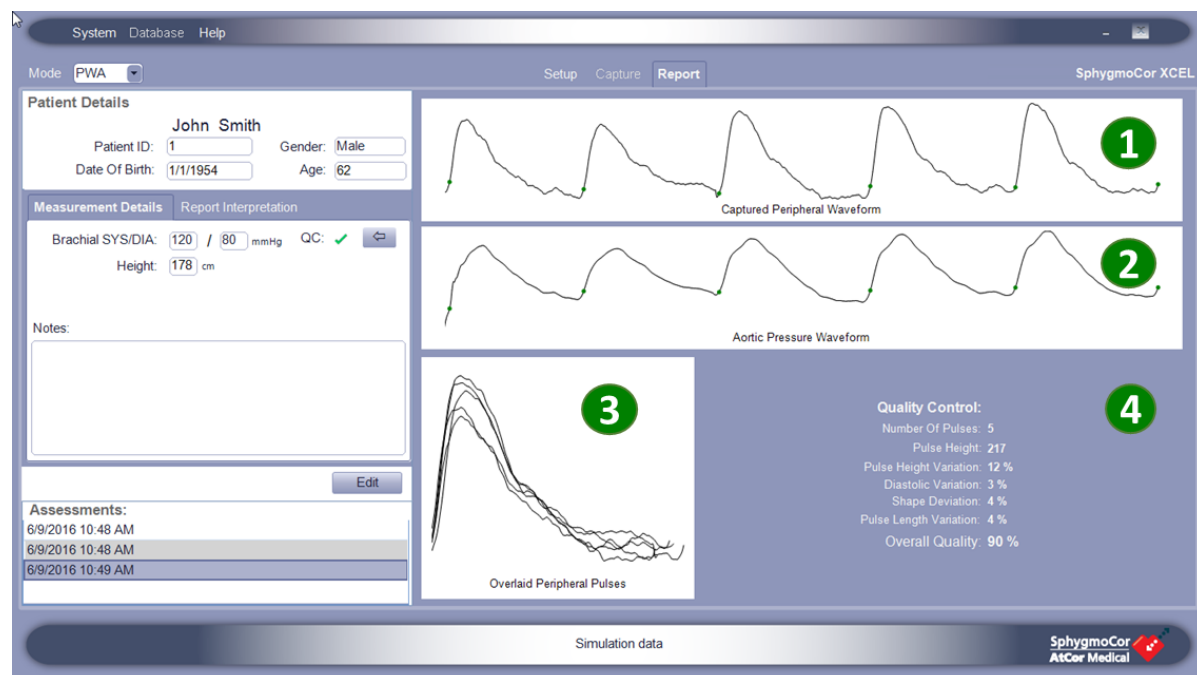 System Database Help
Mode PWA Setup Capture Report SphygmoCor XCEL
Patient Details
John Smith
Patient ID: 1 Gender: Male
Date Of Birth: 1/1/1954 Age: 62
Measurement Details Report Interpretation
Brachial SYS/DIA: 120 / 80 mmHg QC:
Height: 178 cm
Notes:
Edit
Assessments:
6/9/2016 10:48 AM
6/9/2016 10:48 AM
6/9/2016 10:49 AM
1
Captured Peripheral Waveform
2
Aortic Pressure Waveform
3
Overlaid Peripheral Pulses
4
Quality Control:
Number Of Pulses: 5
Pulse Height: 217
Pulse Height Variation: 12 %
Diastolic Variation: 3 %
Shape Deviation: 4 %
Pulse Length Variation: 4 %
Overall Quality: 90 %
Simulation data
SphygmoCor
AtCor Medical